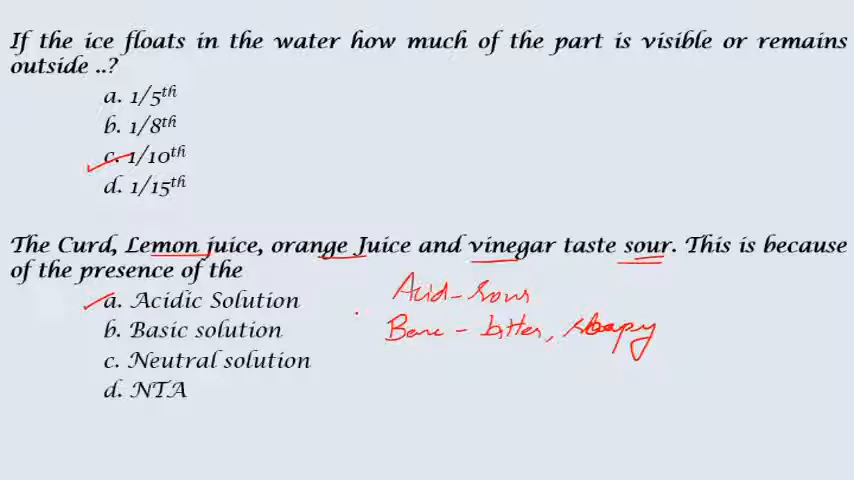 If the ice floats in the water how much of the part is visible or remains
outside ..?
a. 1/5th
b. 1/8th
c. 1/10th
d. 1/15th
The Curd, Lemon juice, orange Juice and vinegar taste sour. This is because
of the presence of the
a. Acidic Solution
b. Basic solution
c. Neutral solution
d. NTA
Acid - Sour
Base - bitter, soapy